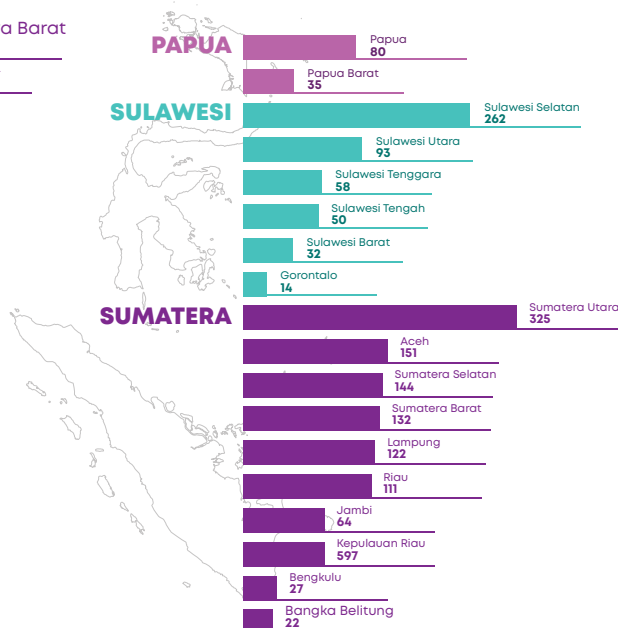 a Barat
PAPUA
Papua
80
Papua Barat
35
SULAWESI
Sulawesi Selatan
262
Sulawesi Utara
93
Sulawesi Tenggara
58
Sulawesi Tengah
50
Sulawesi Barat
32
Gorontalo
14
SUMATERA
Sumatera Utara
325
Aceh
151
Sumatera Selatan
144
Sumatera Barat
132
Lampung
122
Riau
111
Jambi
64
Kepulauan Riau
597
Bengkulu
27
Bangka Belitung
22